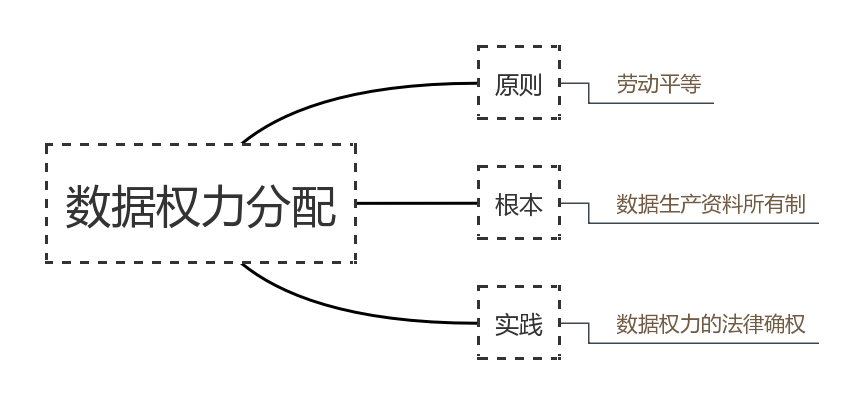 数据权力分配
原则
劳动平等
根本
数据生产资料所有制
实践
数据权力的法律确权